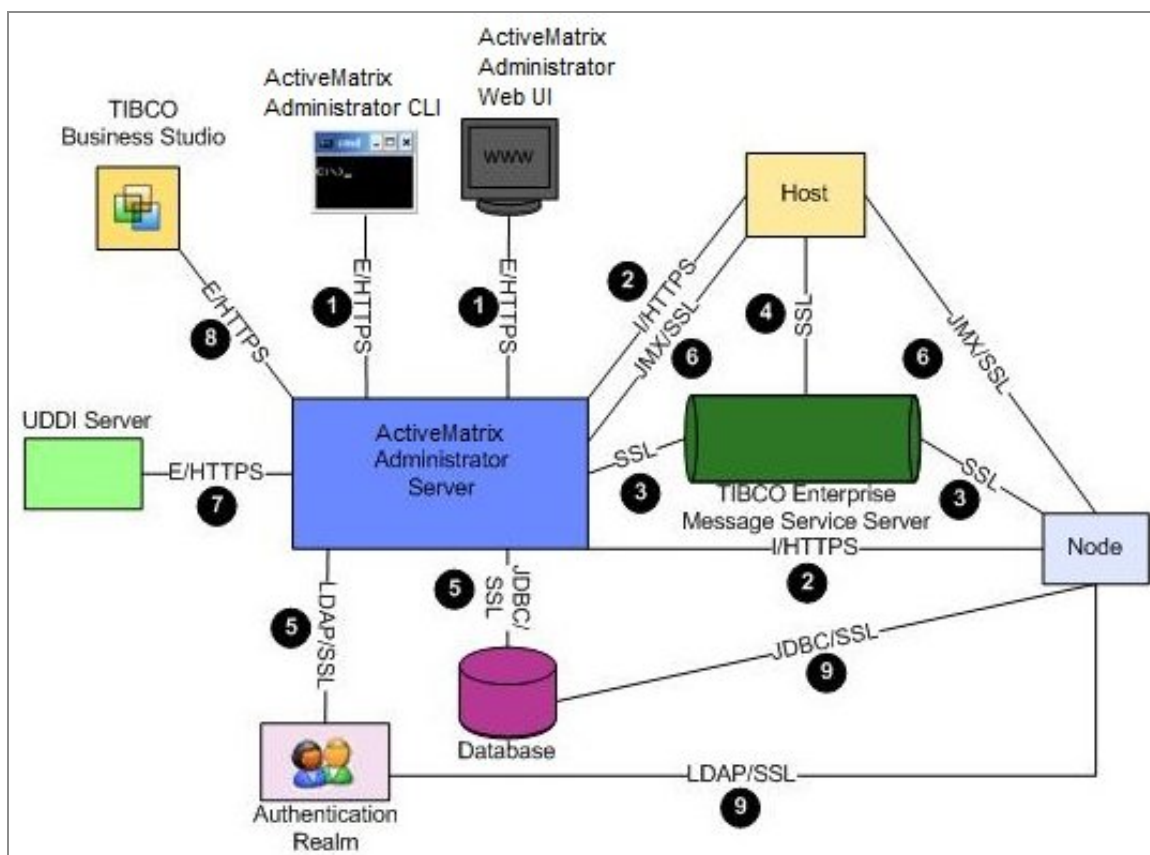 ActiveMatrix
Administrator
Web UI
ActiveMatrix
Administrator CLI
TIBCO
Business Studio
cmd
C:\>_
WWW
Host
E/HTTPS
8
E/HTTPS
1
E/HTTPS
1
I/HTTPS
2
JMX/SSL
6
SSL
4
JMX/SSL
6
UDDI Server
E/HTTPS
7
ActiveMatrix
Administrator
Server
SSL
3
TIBCO Enterprise
Message Service Server
SSL
3
I/HTTPS
2
Node
LDAP/SSL
5
JDBC/
SSL
5
JDBC/SSL
9
Database
LDAP/SSL
9
Authentication
Realm